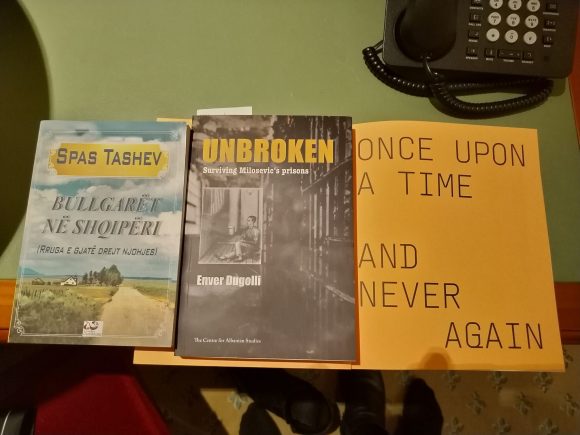 SPAS TASHEV
BULLGARËT
NË SHQIPËRI
(RRUGA E GJATË DREJT NJOHJES)
UNBROKEN
Surviving Milosevic's prisons
Enver Dugolli
The Centre for Albanian Studies
ONCE UPON
A TIME
AND
NEVER
AGAIN